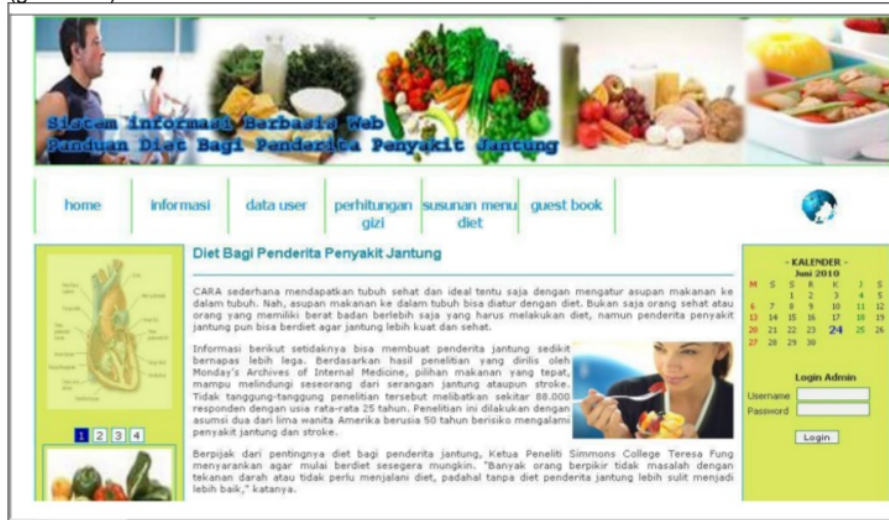 Sistem informasi Berbasis Web
Panduan Diet Bagi Penderita Penyakit Jantung
home informasi data user perhitungan gizi susunan menu diet guest book
Diet Bagi Penderita Penyakit Jantung
CARA sederhana mendapatkan tubuh sehat dan ideal tentu saja dengan mengatur asupan makanan ke
dalam tubuh. Nah, asupan makanan ke dalam tubuh bisa diatur dengan diet. Bukan saja orang sehat atau
orang yang memiliki berat badan berlebih saja yang harus melakukan diet, namun penderita penyakit
jantung pun bisa berdiet agar jantung lebih kuat dan sehat.
Informasi berikut setidaknya bisa membuat penderita jantung sedikit
bernapas lebih lega. Berdasarkan hasil penelitian yang dirilis oleh
Monday's Archives of Internal Medicine, pilihan makanan yang tepat,
mampu melindungi seseorang dari serangan jantung ataupun stroke.
Tidak tanggung-tanggung penelitian tersebut melibatkan sekitar 88.000
responden dengan usia rata-rata 25 tahun. Penelitian ini dilakukan dengan
asumsi dua dari lima wanita Amerika berusia 50 tahun berisiko mengalami
penyakit jantung dan stroke.
Berpijak dari pentingnya diet bagi penderita jantung, Ketua Peneliti Simmons College Teresa Fung
menyarankan agar mulai berdiet sesegera mungkin. "Banyak orang berpikir tidak masalah dengan
tekanan darah atau tidak perlu menjalani diet, padahal tanpa diet penderita jantung lebih sulit menjadi
lebih baik," katanya.
1 2 3 4
- KALENDER -
Juni 2010
M S S R K J S
1 2 3 4 5
6 7 8 9 10 11 12
13 14 15 16 17 18 19
20 21 22 23 24 25 26
27 28 29 30
Login Admin
Username
Password
Login